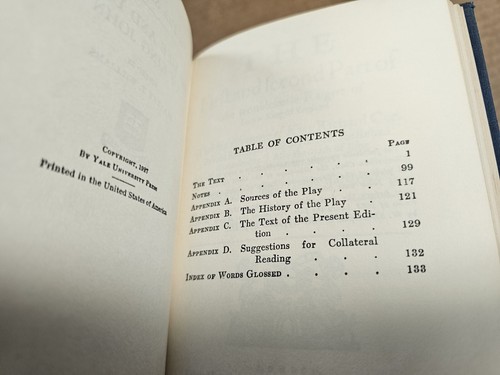 Copyright, 1927
By Yale University Press
Printed in the United States of America
TABLE OF CONTENTS
Page
The Text . . . . . 1
Notes . . . . . . 99
Appendix A. Sources of the Play . . 117
Appendix B. The History of the Play . 121
Appendix C. The Text of the Present Edi-
tion . . . . 129
Appendix D. Suggestions for Collateral
Reading . . . 132
Index of Words Glossed . . . . 133